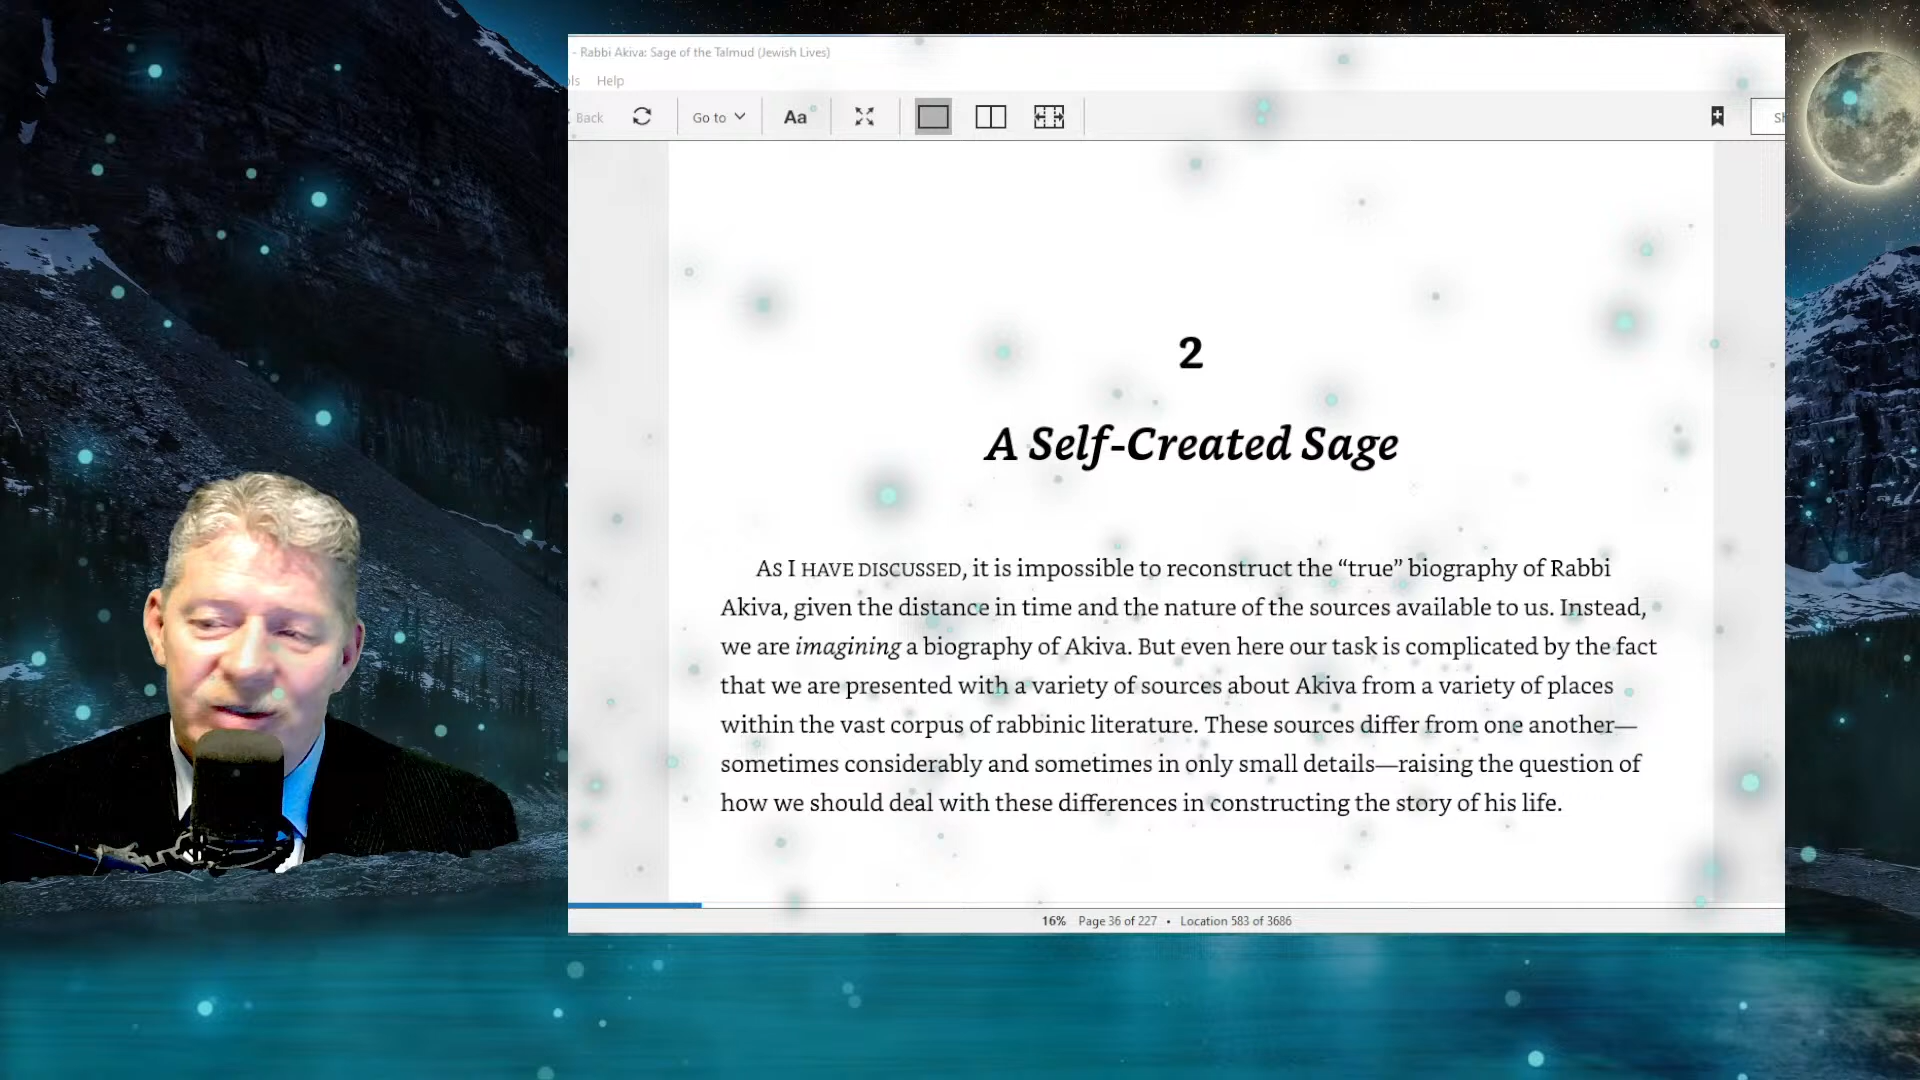 - Rabbi Akiva: Sage of the Talmud (Jewish Lives)
Help
Back Go to Aa
2
A Self-Created Sage
AS I HAVE DISCUSSED, it is impossible to reconstruct the “true” biography of Rabbi
Akiva, given the distance in time and the nature of the sources available to us. Instead,
we are imagining a biography of Akiva. But even here our task is complicated by the fact
that we are presented with a variety of sources about Akiva from a variety of places
within the vast corpus of rabbinic literature. These sources differ from one another—
sometimes considerably and sometimes in only small details—raising the question of
how we should deal with these differences in constructing the story of his life.
16% Page 36 of 227 • Location 583 of 3686